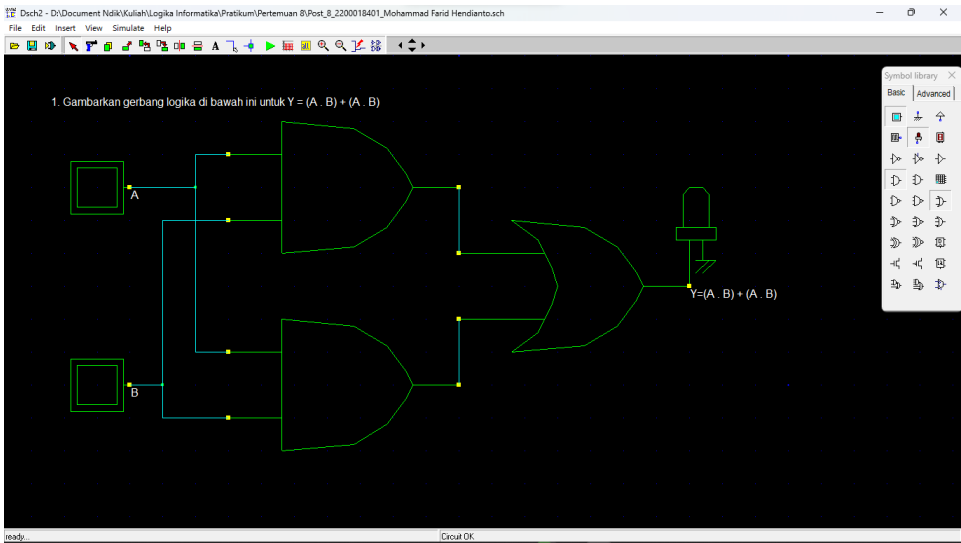 Dsch2 - D:\Document Ndik\Kuliah\Logika Informatika\Pratikum\Pertemuan 8\Post_8_2200018401_Mohammad Farid Hendianto.sch
File Edit Insert View Simulate Help
A
Symbol library
Basic Advanced
1. Gambarkan gerbang logika di bawah ini untuk Y = (A . B) + (A . B)
A
Y=(A . B) + (A . B)
B
ready...
Circuit OK